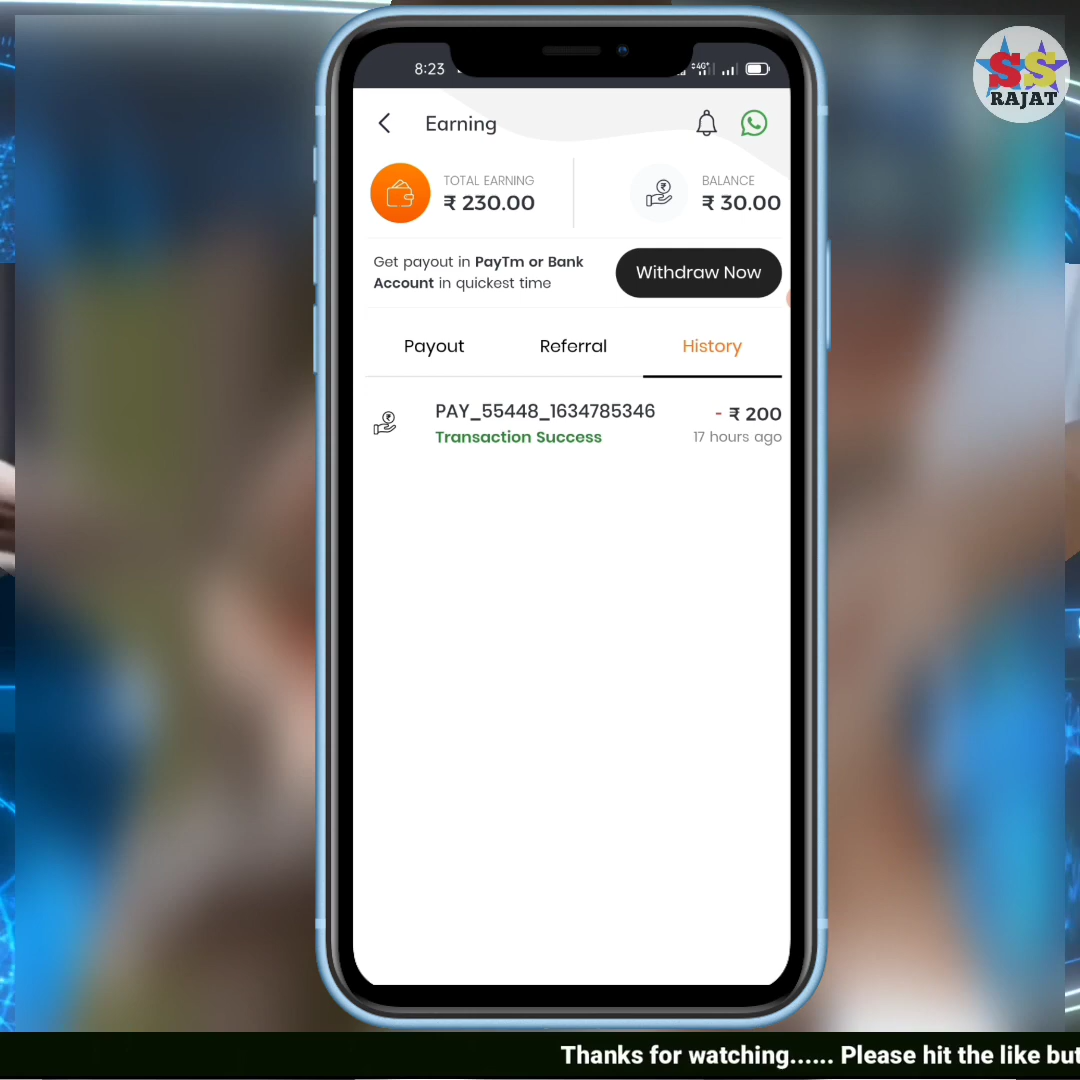 SS
RAJAT
8:23
4G+
Earning
TOTAL EARNING
₹ 230.00
BALANCE
₹ 30.00
Get payout in PayTm or Bank
Account in quickest time
Withdraw Now
Payout
Referral
History
PAY_55448_1634785346
- ₹ 200
Transaction Success
17 hours ago
Thanks for watching...... Please hit the like but